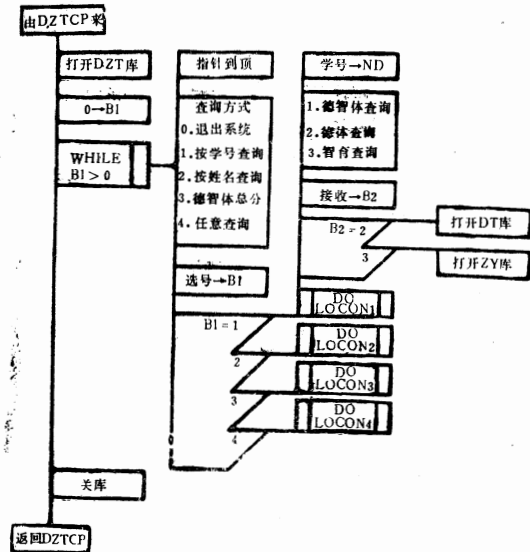 由DZTCP来
打开DZT库
0→B1
WHILE
B1>0
关库
返回DZTCP
指针到顶
查询方式
0.退出系统
1.按学号查询
2.按姓名查询
3.德智体总分
4.任意查询
选号→B1
B1=1
2
3
4
学号→ND
1.德智体查询
2.德体查询
3.智育查询
接收→B2
B2=2
3
打开DT库
打开ZY库
DO
LOCON1
DO
LOCON2
DO
LOCON3
DO
LOCON4